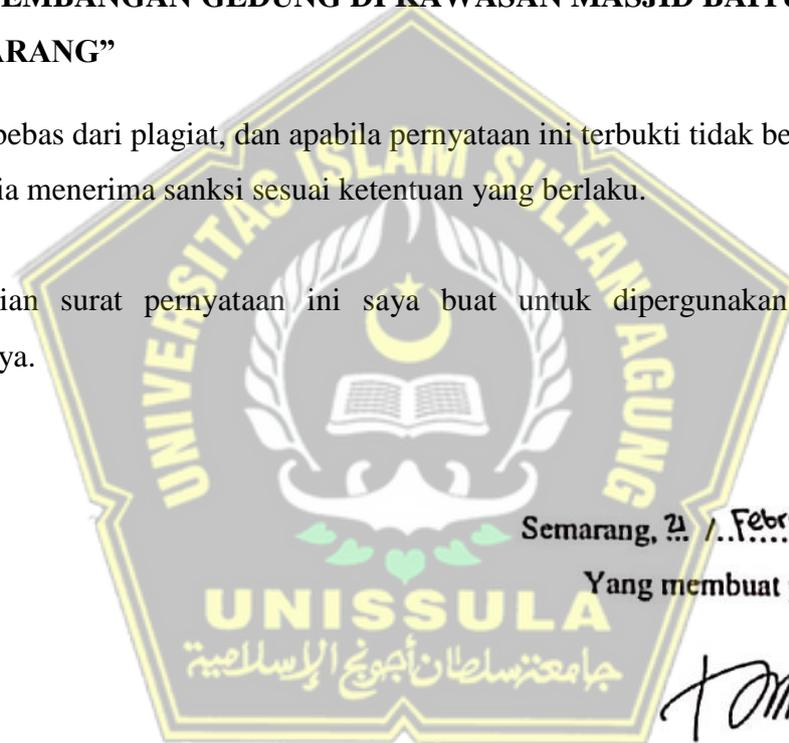 EMBANGAN GEDUNG DI KAWASAN MASJID BAITU
ARANG”
bebas dari plagiat, dan apabila pernyataan ini terbukti tidak be
ia menerima sanksi sesuai ketentuan yang berlaku.
ian surat pernyataan ini saya buat untuk dipergunakan
ya.
UNIVERSITAS ISLAM SULTAN AGUNG
Semarang, 21 / Febr
Yang membuat
UNISSULA
جامعة سلطان أجونج الإسلامية